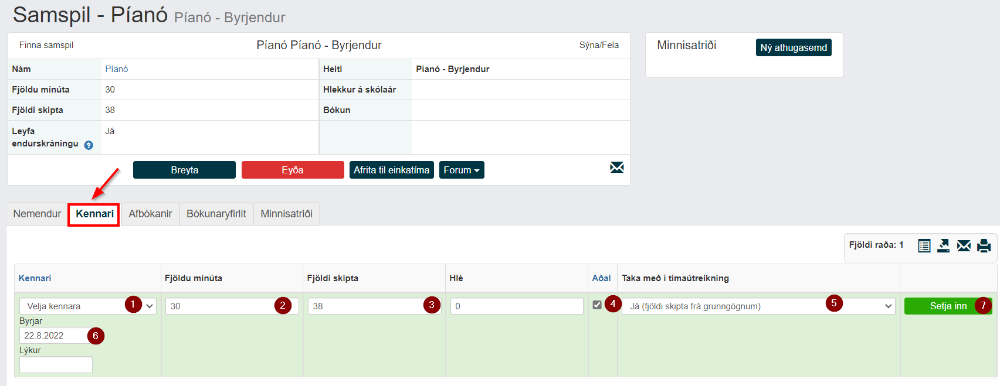 Samspil - Píanó Píanó - Byrjendur
Finna samspil Píanó Píanó - Byrjendur Sýna/Fela
Minnisatriði Ný athugasemd
Nám Píanó Heiti Píanó - Byrjendur
Fjöldu mínúta 30 Hlekkur á skólaár
Fjöldi skipta 38 Bókun
Leyfa Já
endurskráningu ?
Breyta Eyða Afrita til einkatíma Forum
Nemendur Kennari Afbókanir Bókunaryfirlit Minnisatriði
Fjöldi raða: 1
Kennari Fjöldu mínúta Fjöldi skipta Hlé Aðal Taka með í tímaútreikning
Velja kennara 1 30 2 38 3 0 4 Já (fjöldi skipta frá grunngögnum) 5 Setja inn 7
Byrjar
22.8.2022 6
Lýkur